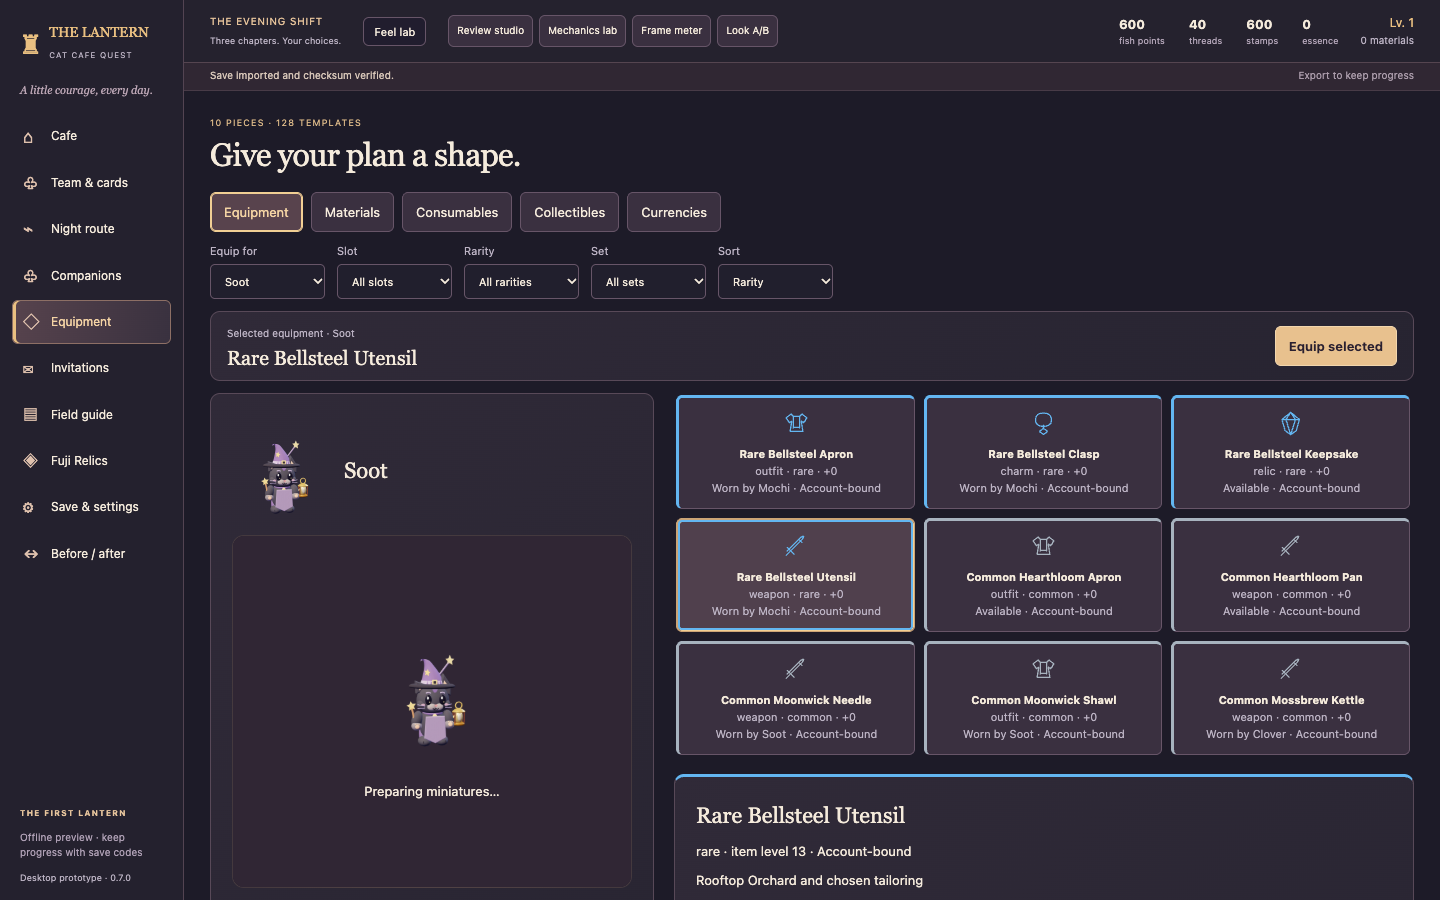 THE LANTERN
CAT CAFE QUEST
A little courage, every day.
Cafe
Team & cards
Night route
Companions
Equipment
Invitations
Field guide
Fuji Relics
Save & settings
Before / after
THE FIRST LANTERN
Offline preview · keep
progress with save codes
Desktop prototype · 0.7.0
THE EVENING SHIFT
Three chapters. Your choices.
Feel lab
Review studio
Mechanics lab
Frame meter
Look A/B
600
fish points
40
threads
600
stamps
0
essence
Lv. 1
0 materials
Save imported and checksum verified.
Export to keep progress
10 PIECES · 128 TEMPLATES
Give your plan a shape.
Equipment
Materials
Consumables
Collectibles
Currencies
Equip for
Slot
Rarity
Set
Sort
Soot
All slots
All rarities
All sets
Rarity
Selected equipment · Soot
Rare Bellsteel Utensil
Equip selected
Soot
Preparing miniatures...
Rare Bellsteel Apron
outfit · rare · +0
Worn by Mochi · Account-bound
Rare Bellsteel Clasp
charm · rare · +0
Worn by Mochi · Account-bound
Rare Bellsteel Keepsake
relic · rare · +0
Available · Account-bound
Rare Bellsteel Utensil
weapon · rare · +0
Worn by Mochi · Account-bound
Common Hearthloom Apron
outfit · common · +0
Available · Account-bound
Common Hearthloom Pan
weapon · common · +0
Available · Account-bound
Common Moonwick Needle
weapon · common · +0
Worn by Soot · Account-bound
Common Moonwick Shawl
outfit · common · +0
Worn by Soot · Account-bound
Common Mossbrew Kettle
weapon · common · +0
Worn by Clover · Account-bound
Rare Bellsteel Utensil
rare · item level 13 · Account-bound
Rooftop Orchard and chosen tailoring